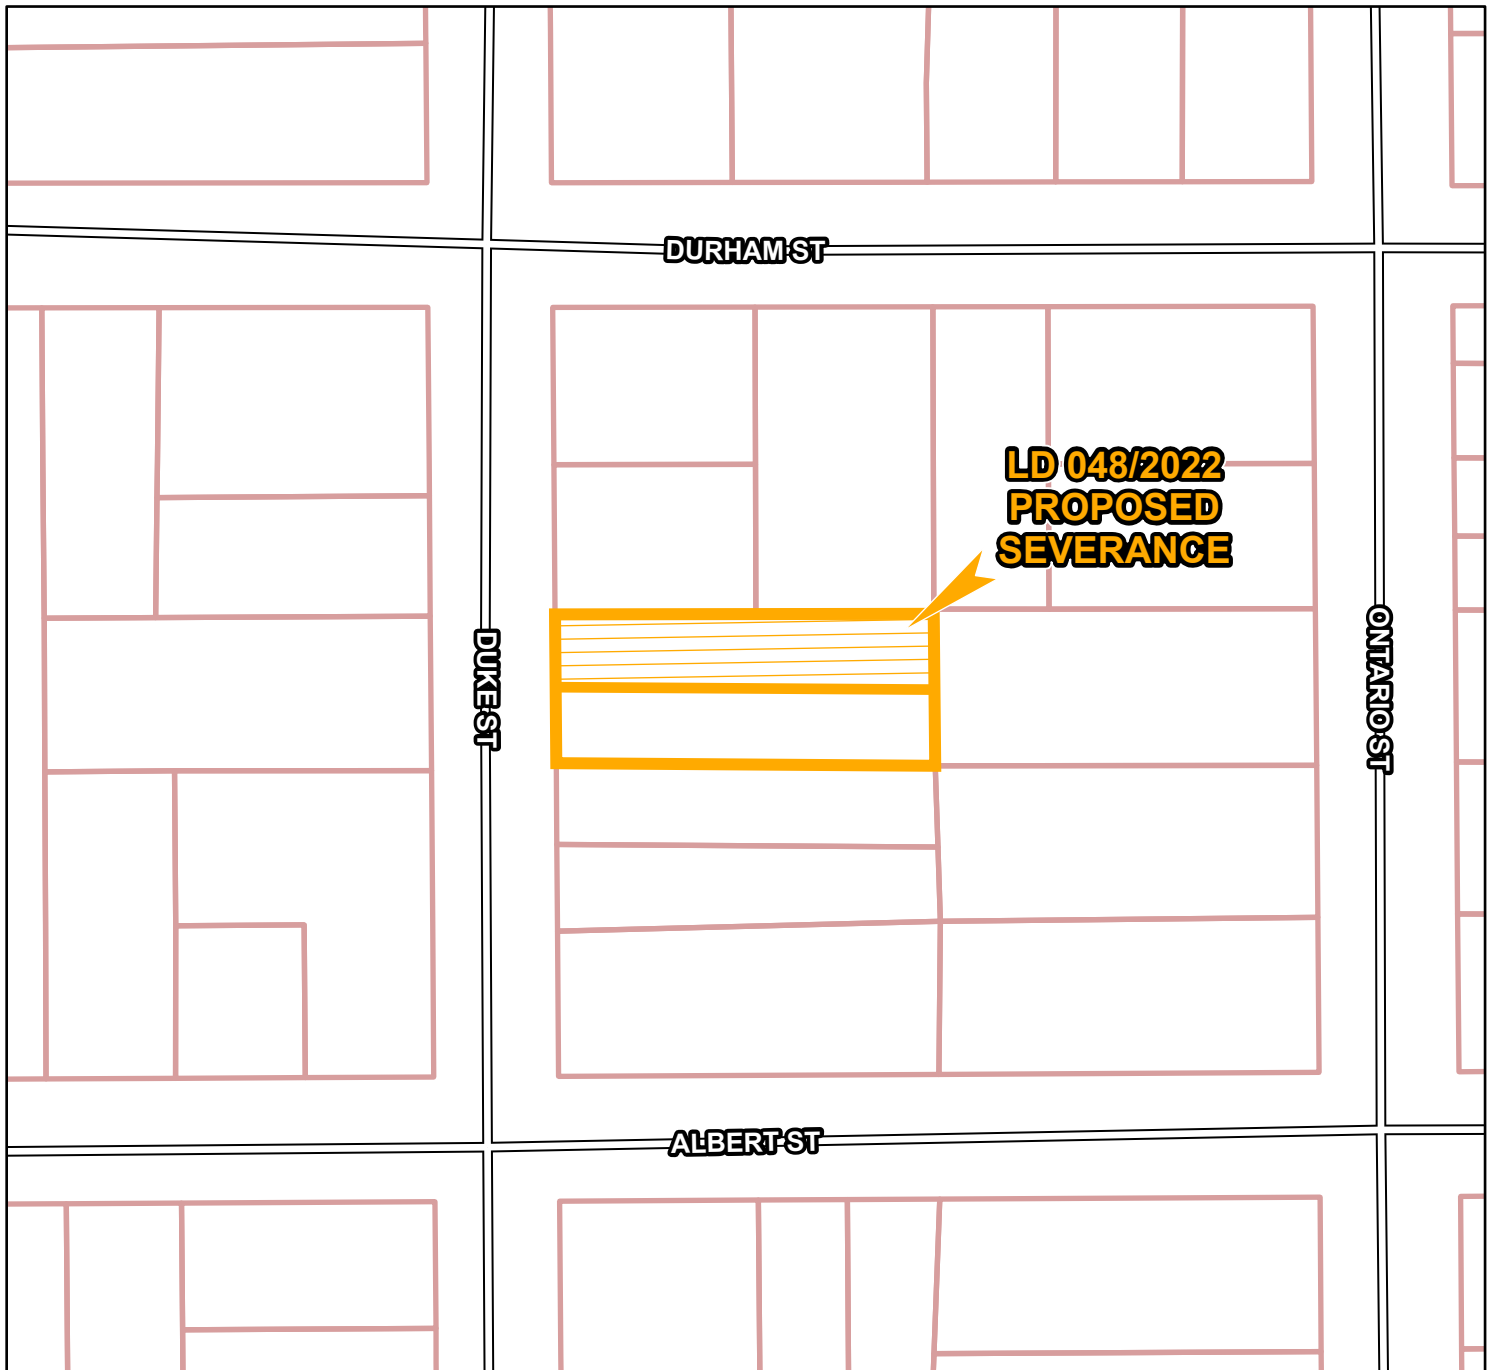 DURHAM ST
LD 048/2022
PROPOSED
SEVERANCE
DUKE ST
ONTARIO ST
ALBERT ST